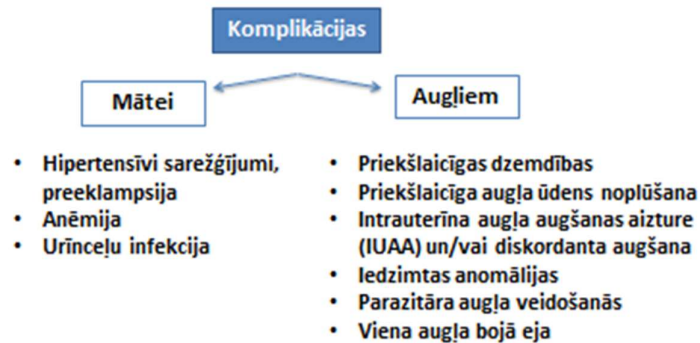 Komplikācijas
Mātei
• Hipertensīvi sarežģījumi,
preeklampsija
• Anēmija
• Urīnceļu infekcija
Augļiem
• Priekšlaicīgas dzemdības
• Priekšlaicīga augļa ūdens noplūšana
• Intrauterīna augļa augšanas aizture
(IUAA) un/vai diskordanta augšana
• Iedzimtas anomālijas
• Parazitāra augļa veidošanās
• Viena augļa bojā eja